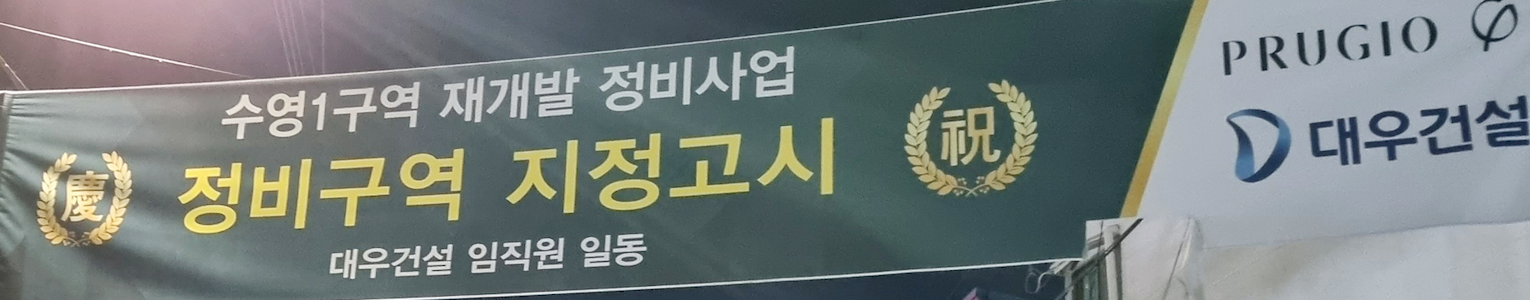 수영1구역 재개발 정비사업
慶 정비구역 지정고시 祝
대우건설 임직원 일동
PRUGIO
대우건설